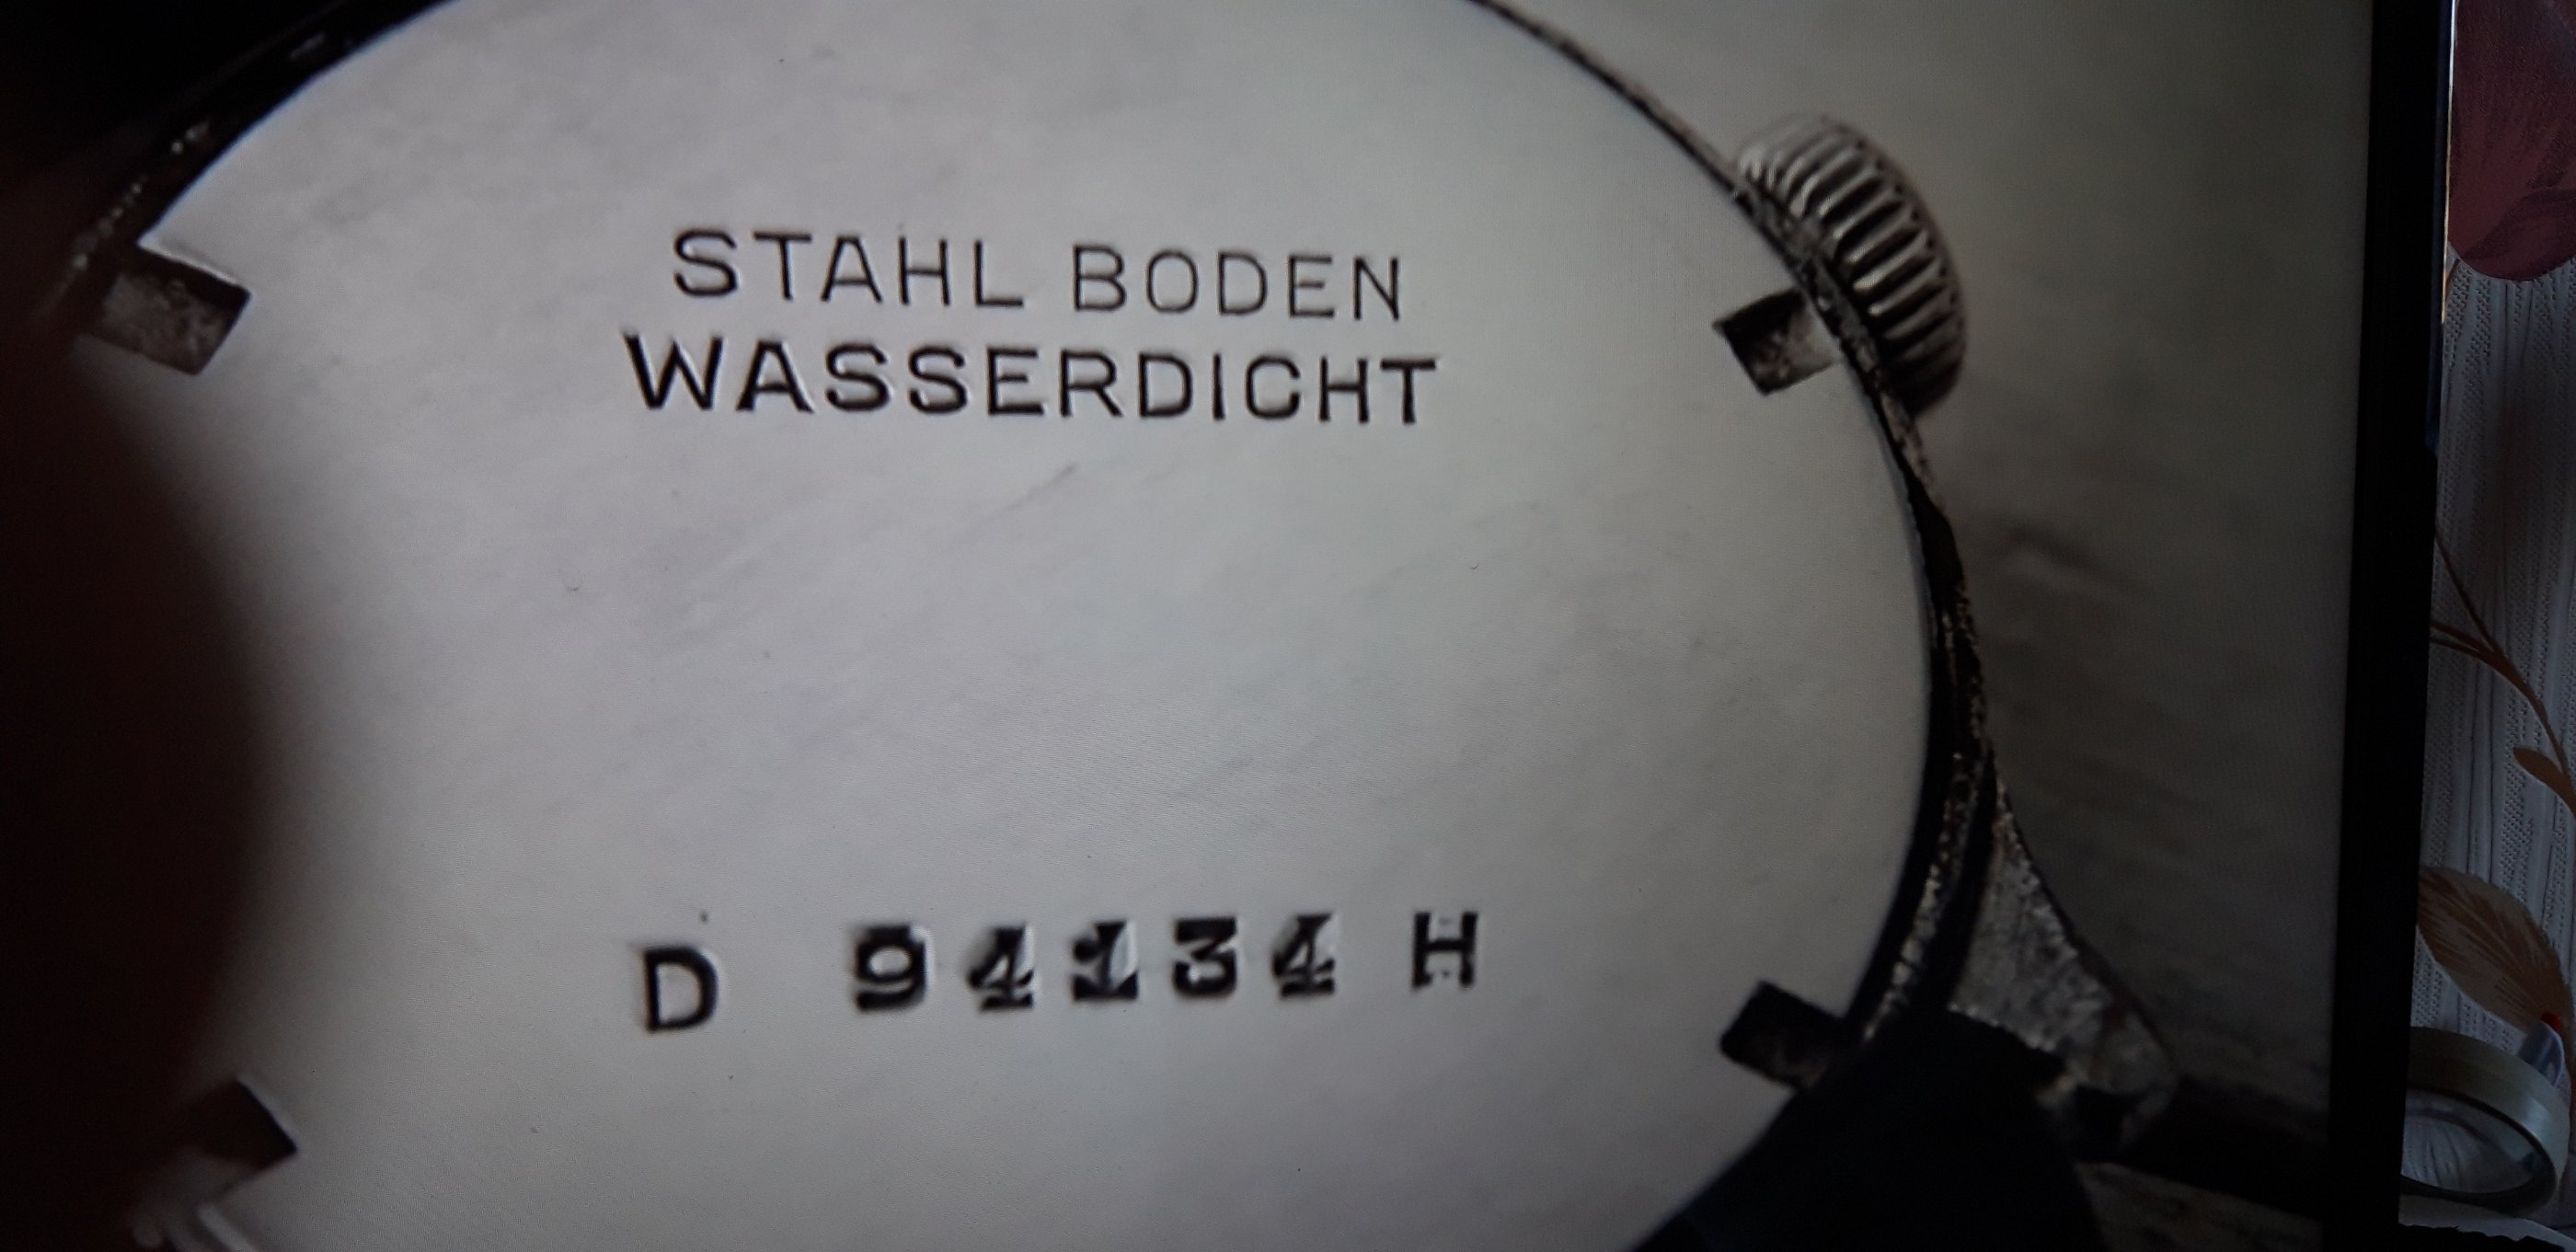 STAHL BODEN
WASSERDICHT
D 94134 H